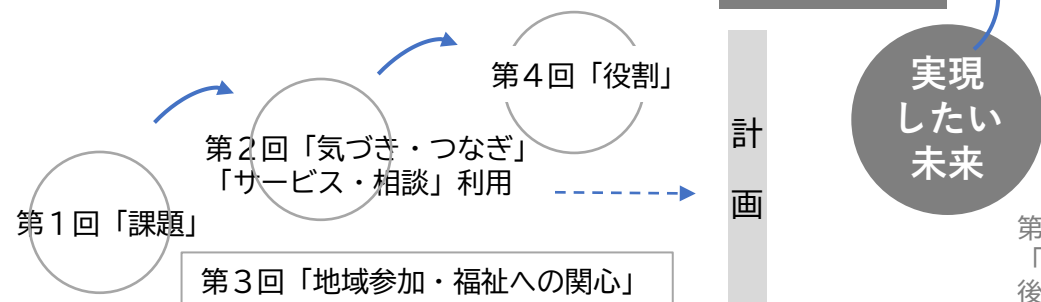 第４回「役割」
第２回「気づき・つなぎ」
「サービス・相談」利用
第１回「課題」
第３回「地域参加・福祉への関心」
計
画
実現
したい
未来
第
「
後